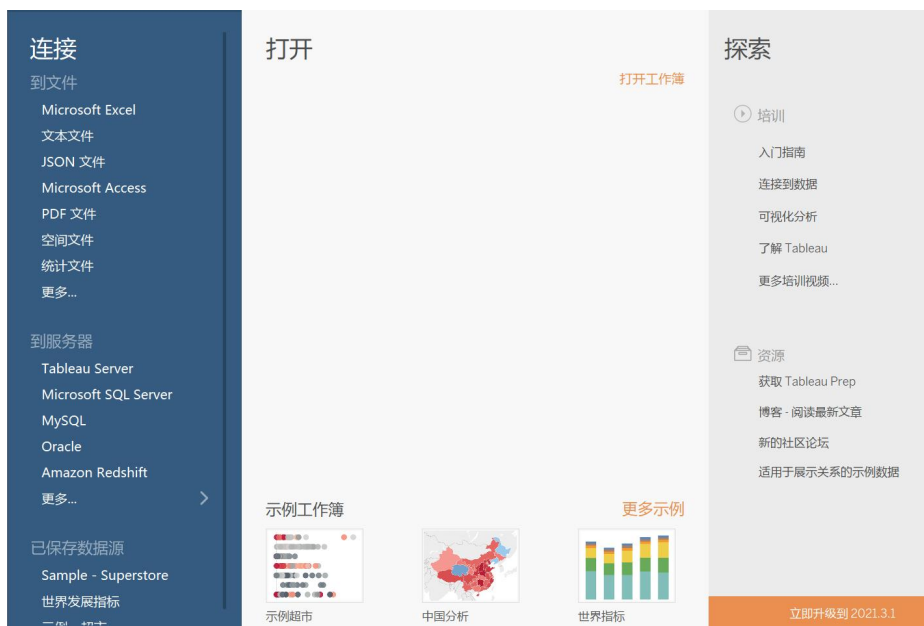 连接
到文件
Microsoft Excel
文本文件
JSON 文件
Microsoft Access
PDF 文件
空间文件
统计文件
更多...
到服务器
Tableau Server
Microsoft SQL Server
MySQL
Oracle
Amazon Redshift
更多...
已保存数据源
Sample - Superstore
世界发展指标
示例 - 超市
打开
打开工作簿
示例工作簿
更多示例
示例超市
中国分析
世界指标
探索
培训
入门指南
连接到数据
可视化分析
了解 Tableau
更多培训视频...
资源
获取 Tableau Prep
博客 - 阅读最新文章
新的社区论坛
适用于展示关系的示例数据
立即升级到 2021.3.1